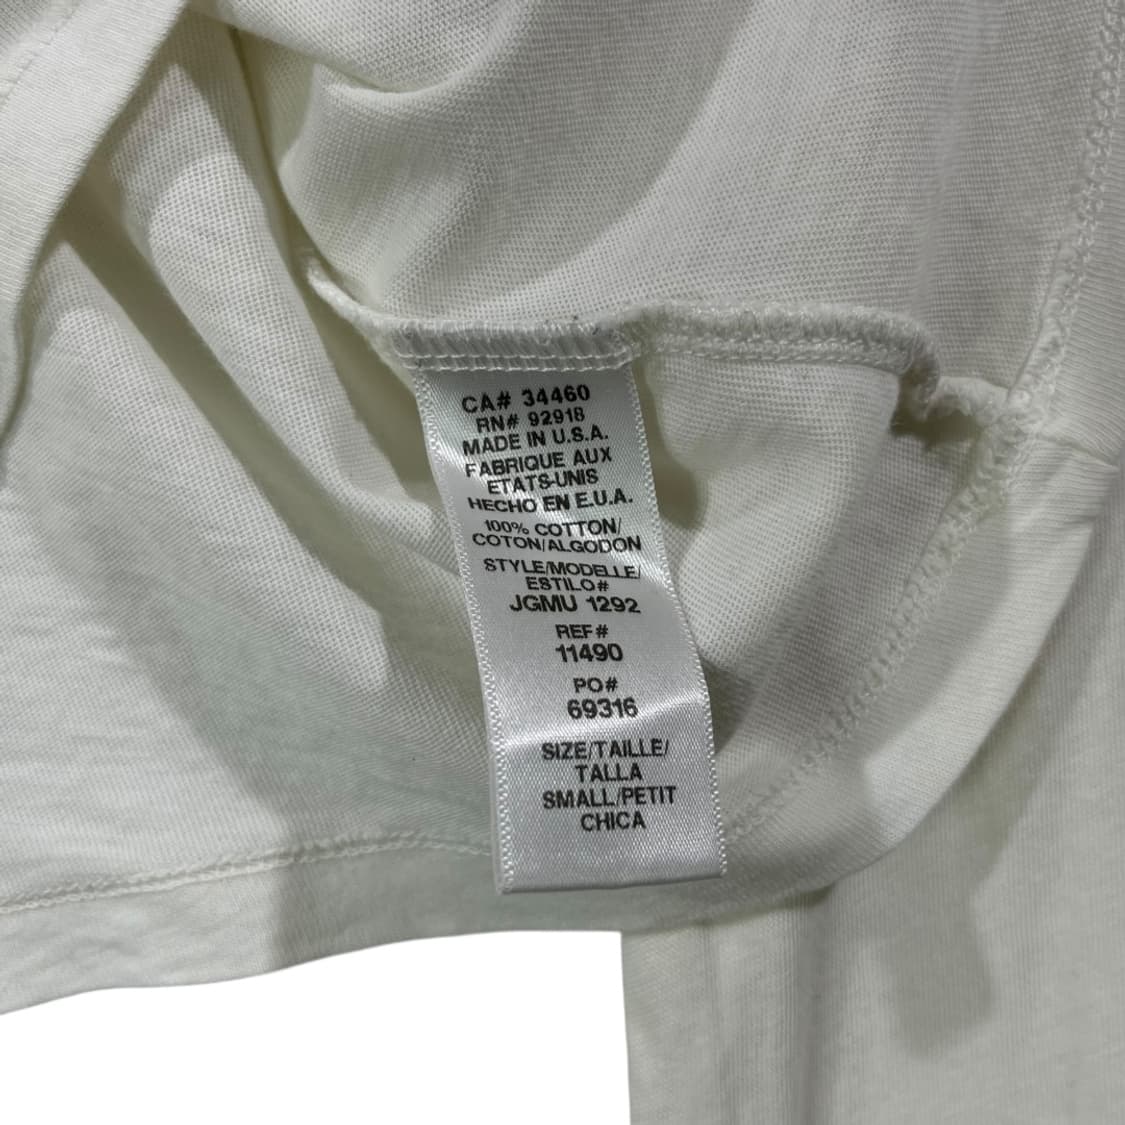 CA# 34460
RN# 92918
MADE IN U.S.A.
FABRIQUE AUX
ETATS-UNIS
HECHO EN E.U.A.
100% COTTON/
COTON/ALGODON
STYLE/MODELLE/
ESTILO#
JGMU 1292
REF#
11490
PO#
69316
SIZE/TAILLE/
TALLA
SMALL/PETIT
CHICA